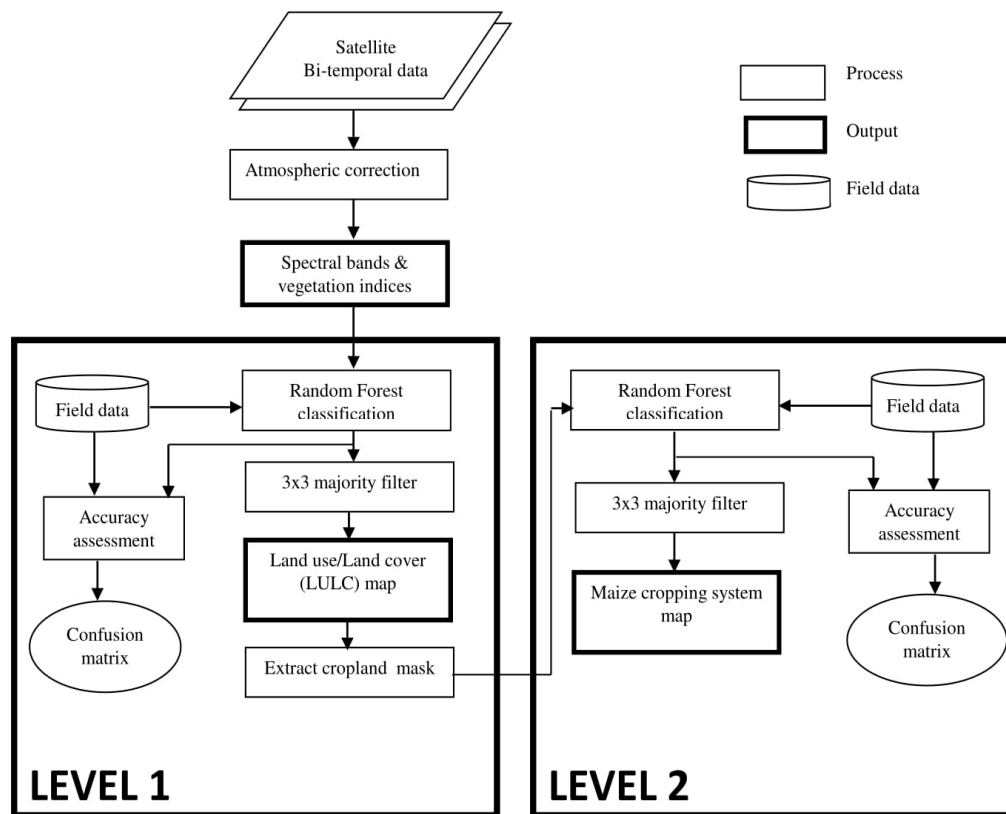 Satellite
Bi-temporal data
Atmospheric correction
Spectral bands &
vegetation indices
Process
Output
Field data
Field data
Random Forest
classification
3x3 majority filter
Accuracy
assessment
Land use/Land cover
(LULC) map
Confusion
matrix
Extract cropland mask
LEVEL 1
Random Forest
classification
Field data
3x3 majority filter
Accuracy
assessment
Maize cropping system
map
Confusion
matrix
LEVEL 2